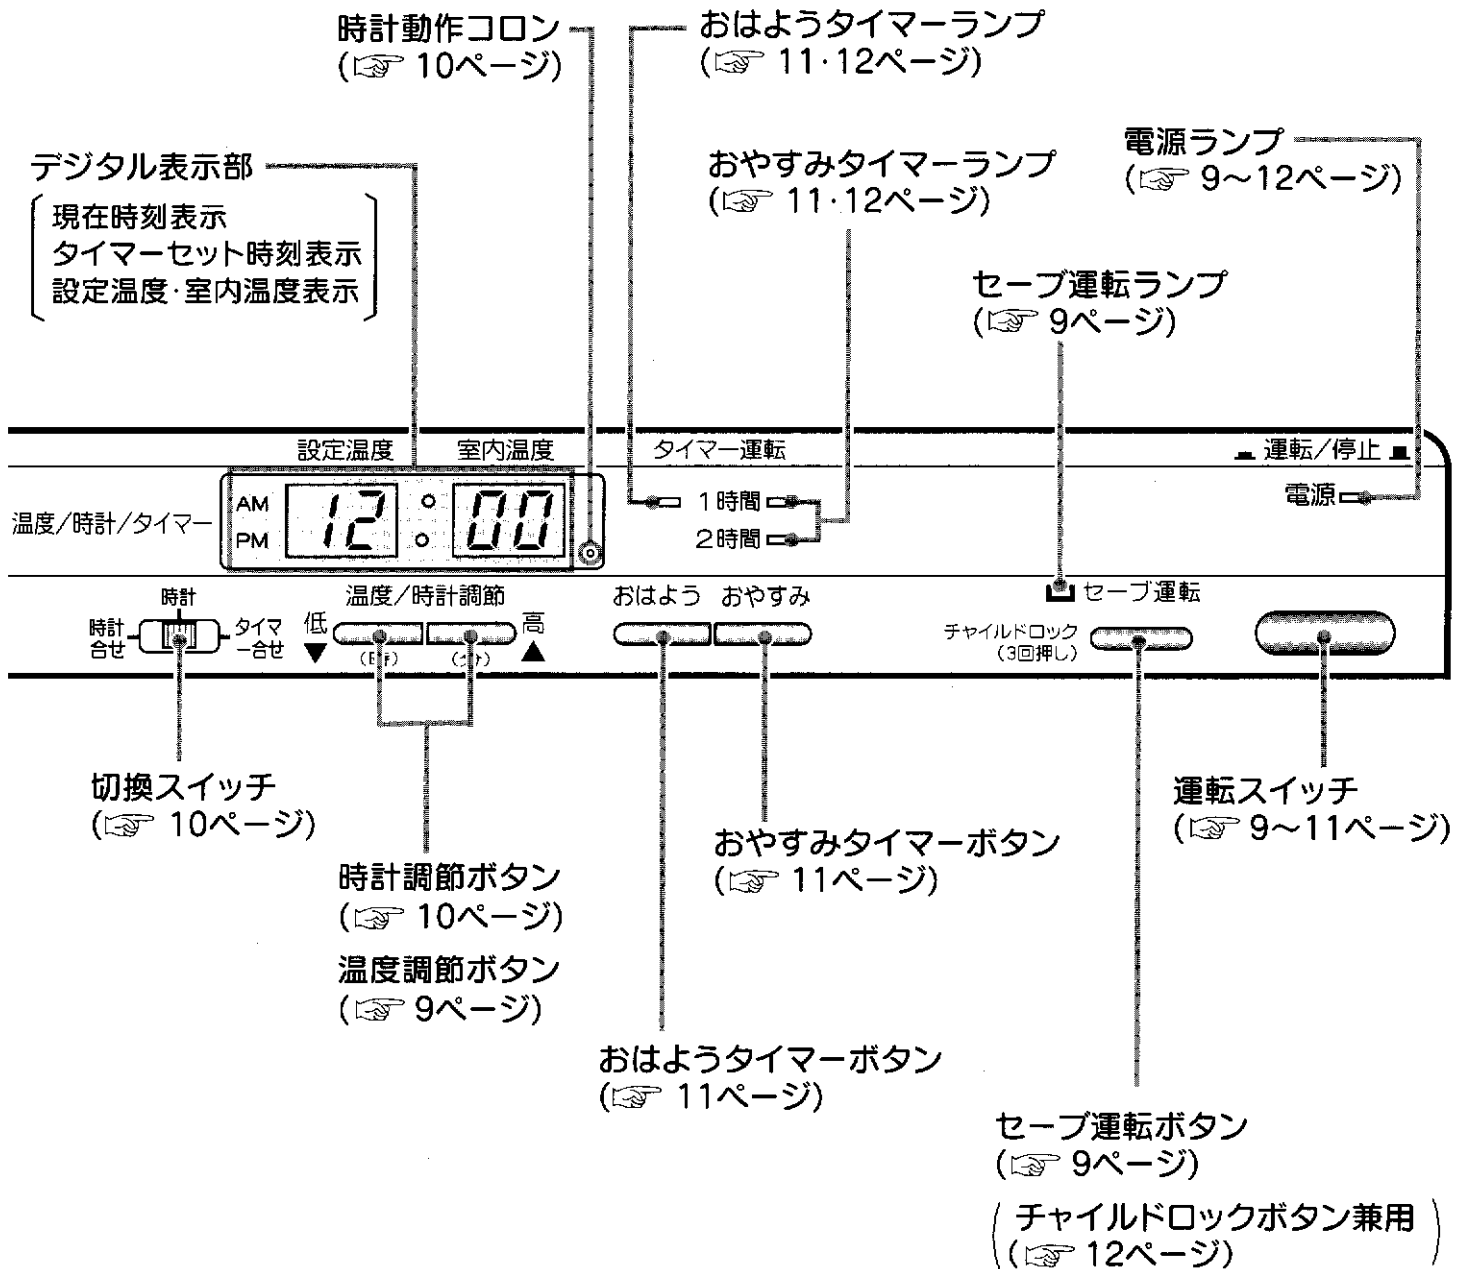 時計動作コロン
(☞ 10ページ)
おはようタイマーランプ
(☞ 11·12ページ)
デジタル表示部
現在時刻表示
タイマーセット時刻表示
設定温度·室内温度表示
おやすみタイマーランプ
(☞ 11·12ページ)
電源ランプ
(☞ 9〜12ページ)
セーブ運転ランプ
(☞ 9ページ)
設定温度 室内温度 タイマー運転 運転/停止
温度/時計/タイマー
AM
PM
12:00
1時間
2時間
電源
時計
時計
合せ
タイマ
ー合せ
温度/時計調節
低
▼
(時)
(分)
高
▲
おはよう おやすみ
セーブ運転
チャイルドロック
(3回押し)
切換スイッチ
(☞ 10ページ)
時計調節ボタン
(☞ 10ページ)
温度調節ボタン
(☞ 9ページ)
おやすみタイマーボタン
(☞ 11ページ)
運転スイッチ
(☞ 9〜11ページ)
おはようタイマーボタン
(☞ 11ページ)
セーブ運転ボタン
(☞ 9ページ)
(チャイルドロックボタン兼用
(☞ 12ページ))